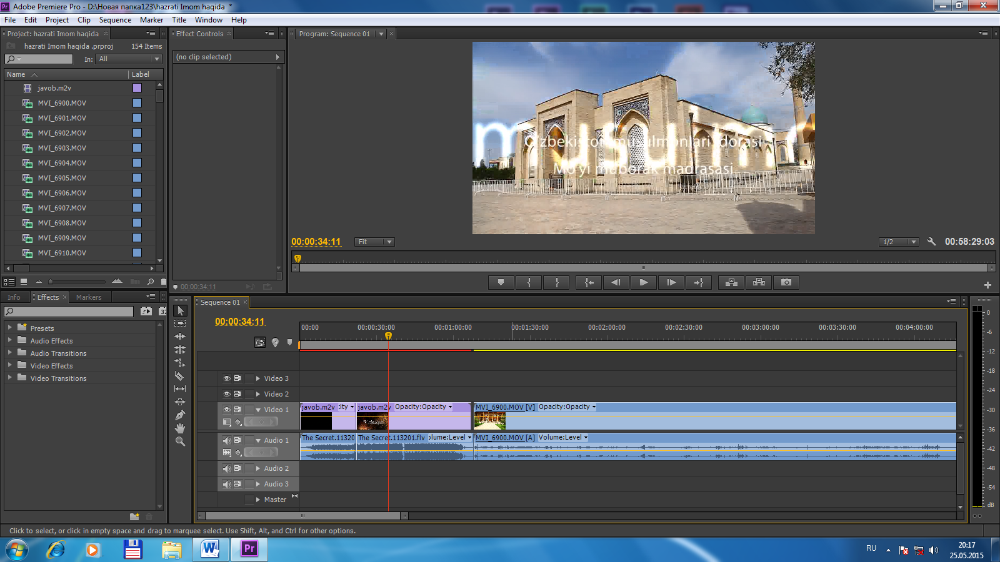 Adobe Premiere Pro - D:\Новая папка123\hazrati Imom haqida *
File Edit Project Clip Sequence Marker Title Window Help
Project: hazrati Imom haqida
hazrati Imom haqida .prproj 154 Items
In: All
Name Label
javob.m2v
MVI_6900.MOV
MVI_6901.MOV
MVI_6902.MOV
MVI_6903.MOV
MVI_6904.MOV
MVI_6905.MOV
MVI_6906.MOV
MVI_6907.MOV
MVI_6908.MOV
MVI_6909.MOV
MVI_6910.MOV
Effect Controls
(no clip selected)
00:00:34:11
Program: Sequence 01
O'zbekiston musulmonlari idorasi
Mo'yi muborak madrasasi
00:00:34:11 Fit 1/2 00:58:29:03
Info Effects Markers
Presets
Audio Effects
Audio Transitions
Video Effects
Video Transitions
Sequence 01
00:00:34:11
00:00 00:00:30:00 00:01:00:00 00:01:30:00 00:02:00:00 00:02:30:00 00:03:00:00 00:03:30:00 00:04:00:00
Video 3
Video 2
Video 1 javob.m2v :ity javob.m2v Opacity:Opacity MVI_6900.MOV [V] Opacity:Opacity
Audio 1 The Secret.11320 The Secret.113201.flv olume:Level MVI_6900.MOV [A] Volume:Level
Audio 2
Audio 3
Master
0
-6
-12
-18
-24
-30
-36
-42
-48
-54
dB
Click to select, or click in empty space and drag to marquee select. Use Shift, Alt, and Ctrl for other options.
Pr
RU
20:17
25.05.2015